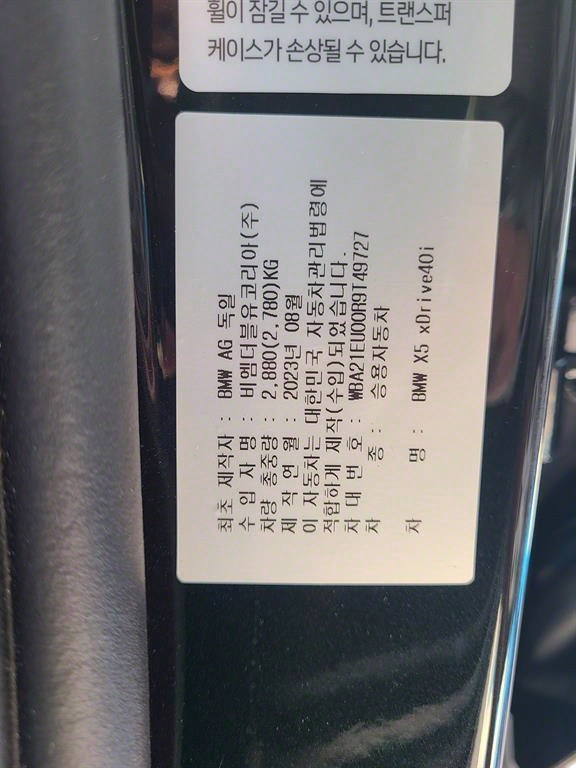 휠이 잠길 수 있으며, 트랜스퍼
케이스가 손상될 수 있습니다.
최초 제작자 : BMW AG 독일
수 입 자 명 : 비엠더블유코리아(주)
차량 총중량 : 2,880(2,780)KG
제 작 연 월 : 2023년 08월
이 자동차는 대한민국 자동차관리법령에
적합하게 제작(수입)되었습니다.
차 대 번 호 : WBA21EU00R9T49727
차 종 : 승용자동차
차 명 : BMW X5 xDrive40i